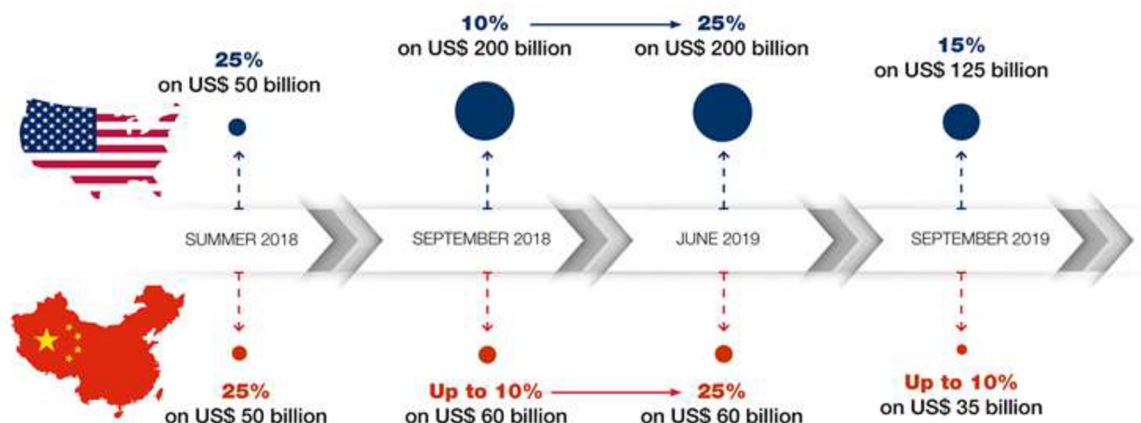 25%
on US$ 50 billion
10%
on US$ 200 billion
25%
on US$ 200 billion
15%
on US$ 125 billion
SUMMER 2018
SEPTEMBER 2018
JUNE 2019
SEPTEMBER 2019
25%
on US$ 50 billion
Up to 10%
on US$ 60 billion
25%
on US$ 60 billion
Up to 10%
on US$ 35 billion